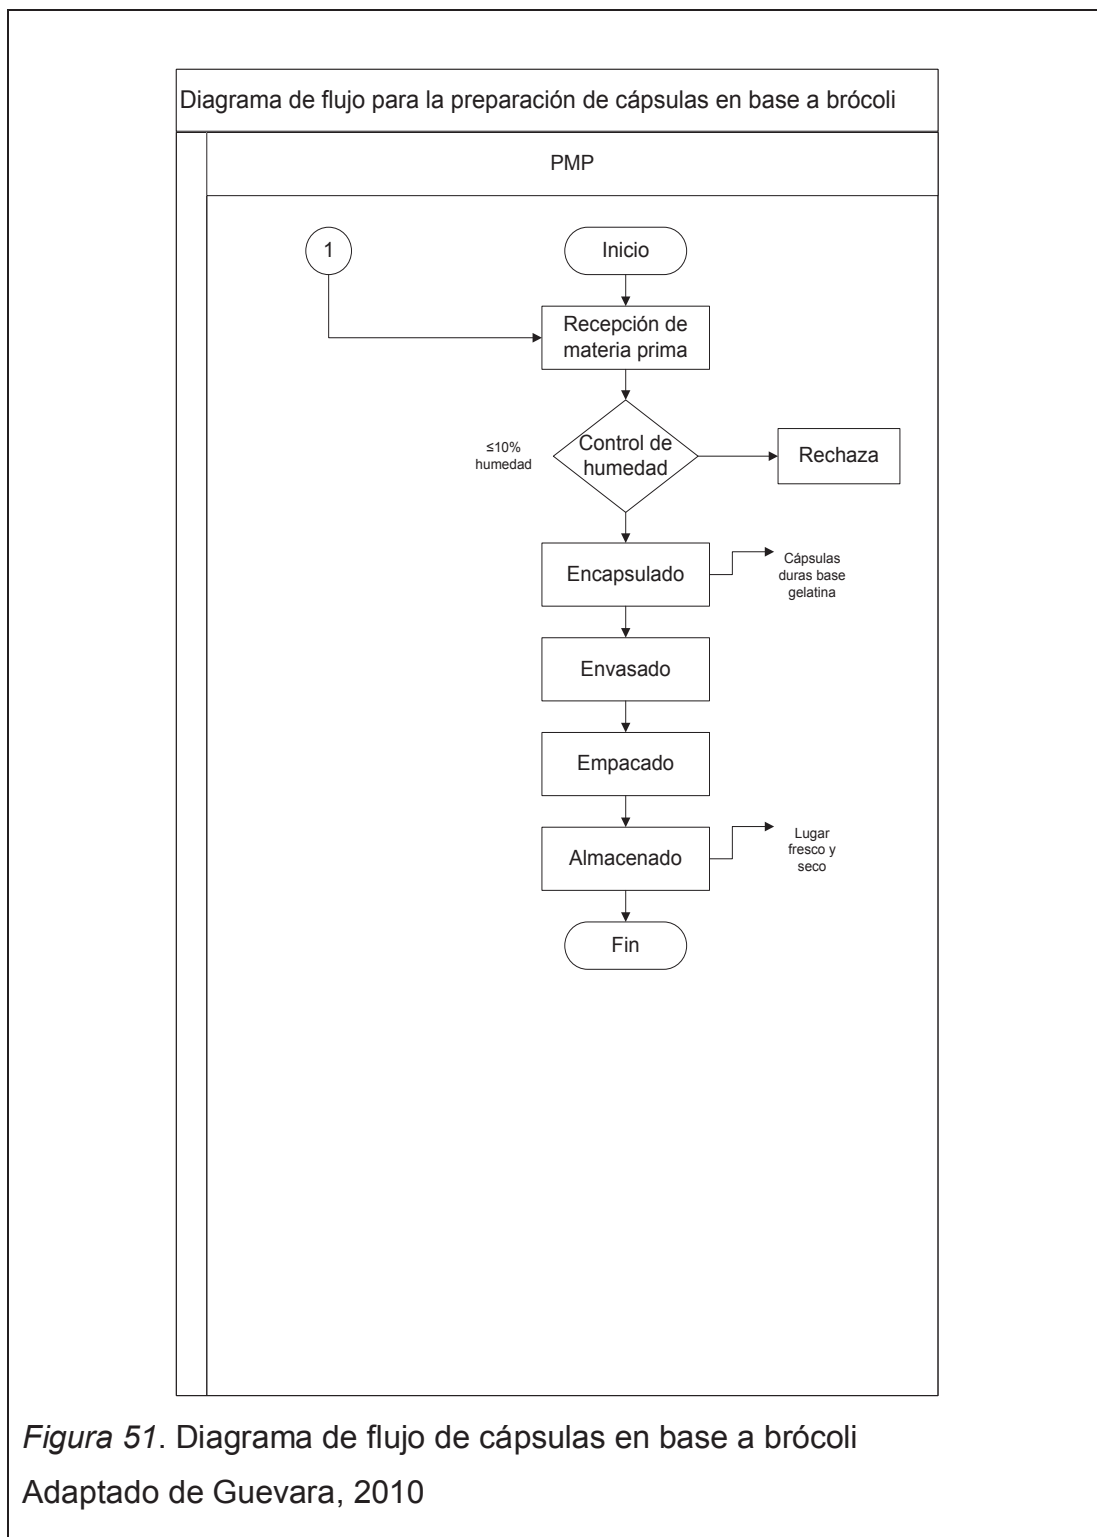 Diagrama de flujo para la preparación de cápsulas en base a brócoli
PMP
1
Inicio
Recepción de
materia prima
≤10%
humedad
Control de
humedad
Rechaza
Encapsulado
Cápsulas
duras base
gelatina
Envasado
Empacado
Almacenado
Lugar
fresco y
seco
Fin
Figura 51. Diagrama de flujo de cápsulas en base a brócoli
Adaptado de Guevara, 2010